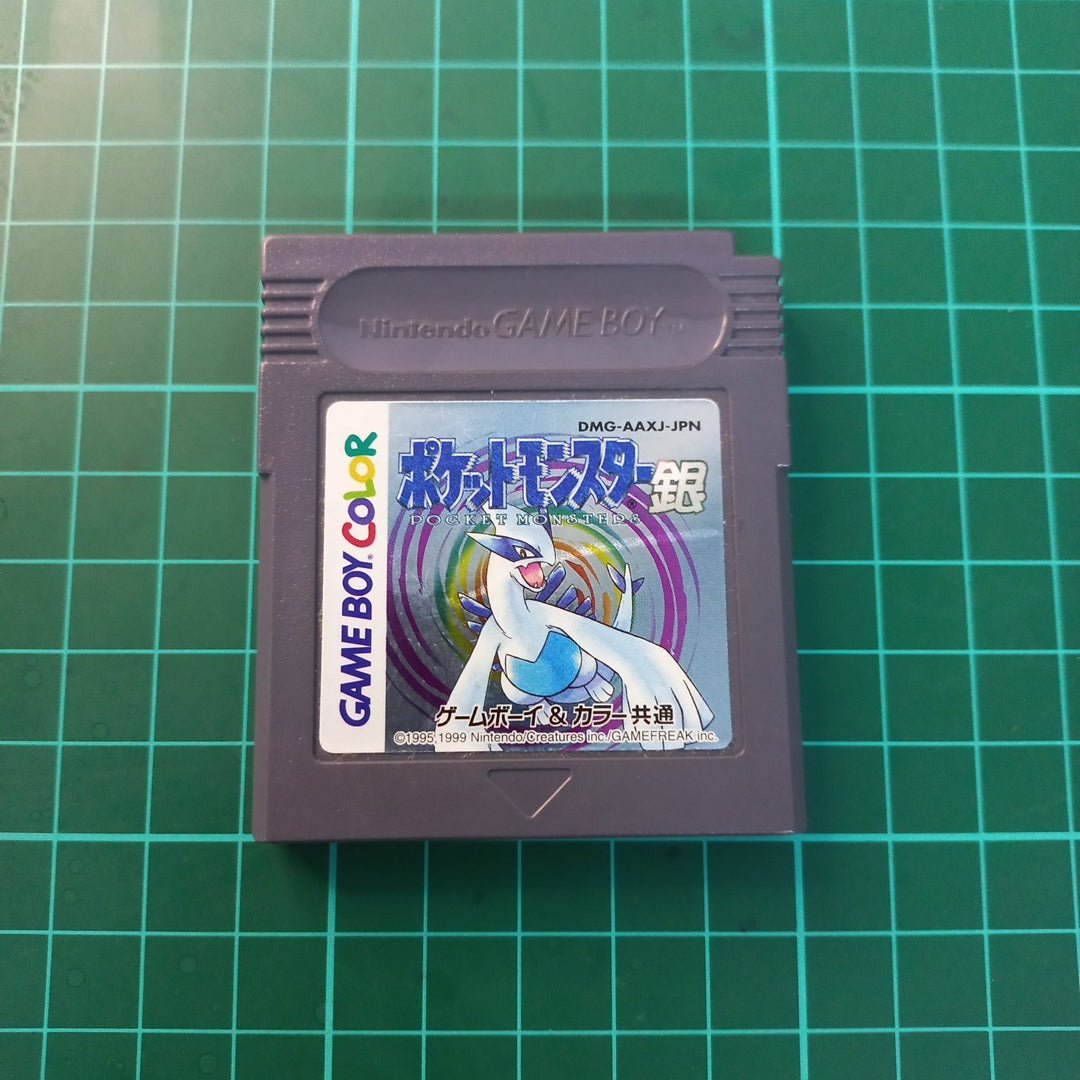 Nintendo GAME BOY™
GAME BOY COLOR
DMG-AAXJ-JPN
ポケットモンスター銀
POCKET MONSTERS
ゲームボーイ & カラー共通
©1995,1999 Nintendo/Creatures inc./GAMEFREAK inc.